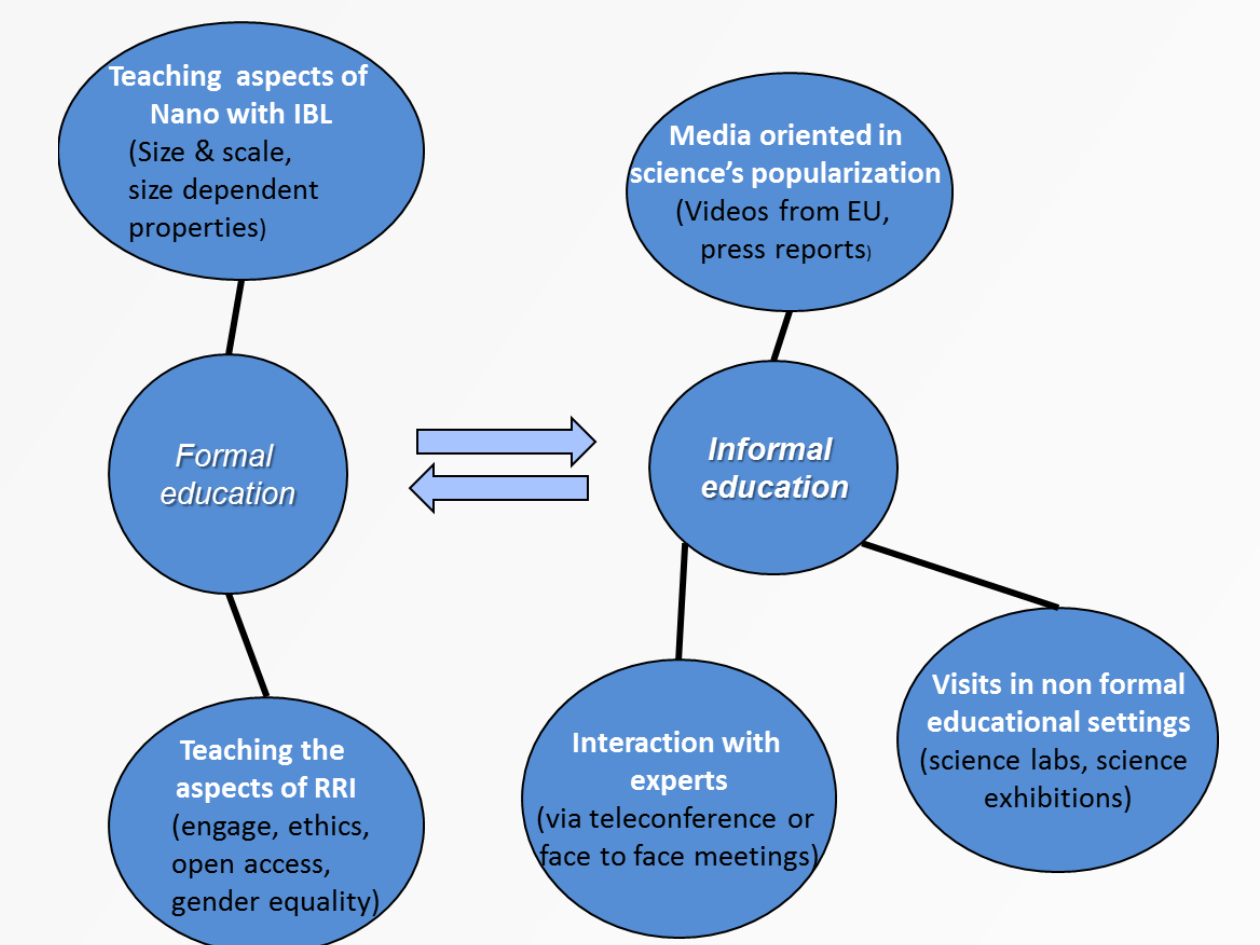 Teaching aspects of
Nano with IBL
(Size & scale,
size dependent
properties)
Media oriented in
science's popularization
(Videos from EU,
press reports)
Formal
education
Informal
education
Teaching the
aspects of RRI
(engage, ethics,
open access,
gender equality)
Interaction with
experts
(via teleconference or
face to face meetings)
Visits in non formal
educational settings
(science labs, science
exhibitions)